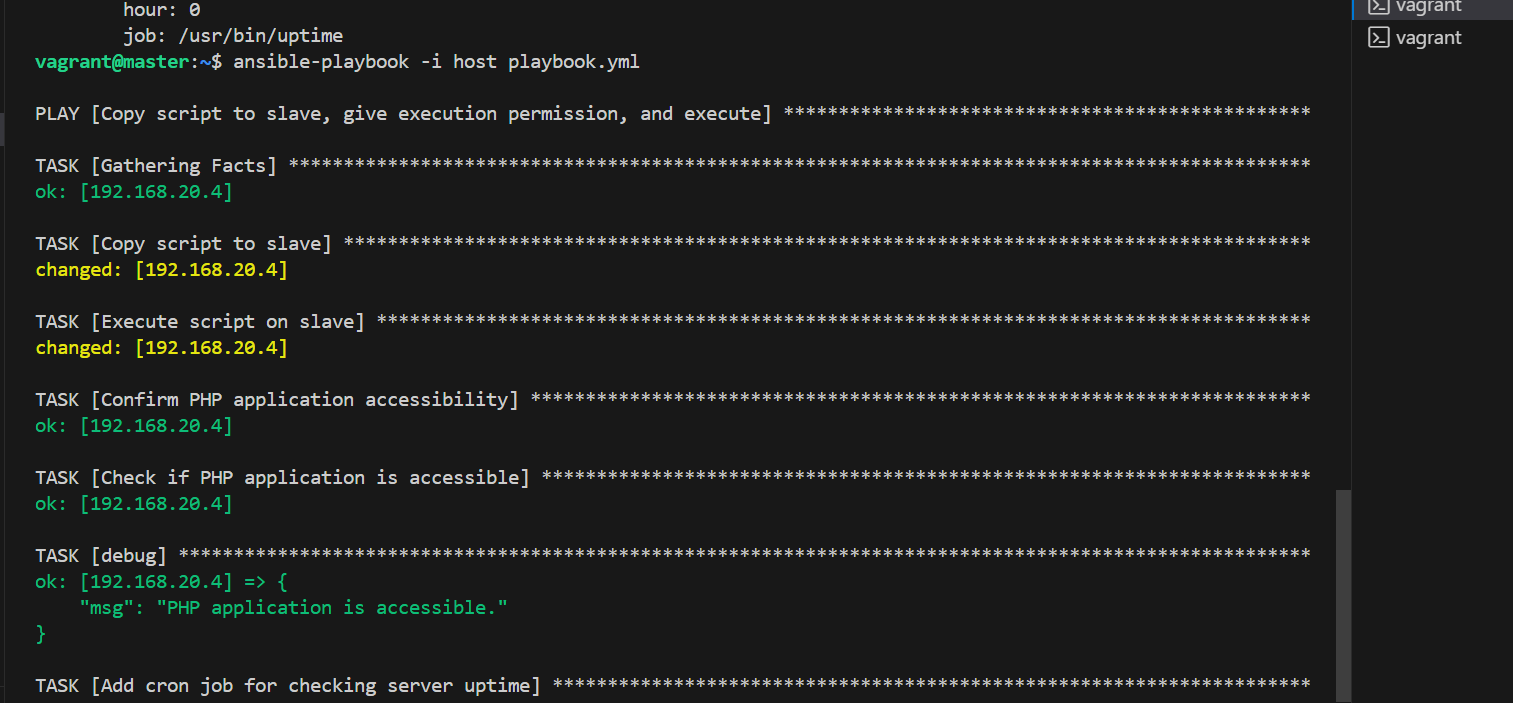 hour: 0
job: /usr/bin/uptime
vagrant@master:~$ ansible-playbook -i host playbook.yml
PLAY [Copy script to slave, give execution permission, and execute] ************************************************
TASK [Gathering Facts] *********************************************************************************************
ok: [192.168.20.4]
TASK [Copy script to slave] ****************************************************************************************
changed: [192.168.20.4]
TASK [Execute script on slave] *************************************************************************************
changed: [192.168.20.4]
TASK [Confirm PHP application accessibility] ***********************************************************************
ok: [192.168.20.4]
TASK [Check if PHP application is accessible] **********************************************************************
ok: [192.168.20.4]
TASK [debug] *******************************************************************************************************
ok: [192.168.20.4] => {
"msg": "PHP application is accessible."
}
TASK [Add cron job for checking server uptime] *********************************************************************
vagrant
vagrant